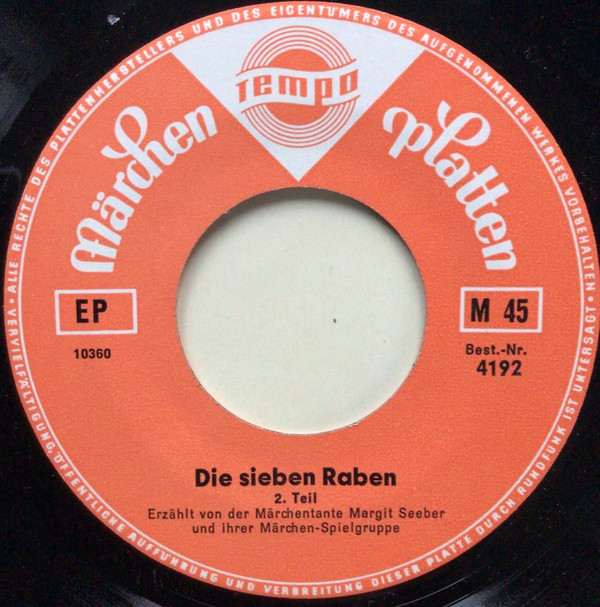 ALLE RECHTE DES PLATTENHERSTELLERS UND DES EIGENTÜMERS DES AUFGENOMMENEN WERKES VORBEHALTEN •
TEMPO
Märchen
Platten
EP
M 45
10360
Best.-Nr.
4192
Die sieben Raben
2. Teil
Erzählt von der Märchentante Margit Seeber
und ihrer Märchen-Spielgruppe
• VERVIELFÄLTIGUNG, ÖFFENTLICHE AUFFÜHRUNG UND VERBREITUNG DIESER PLATTE DURCH RUNDFUNK IST UNTERSAGT •